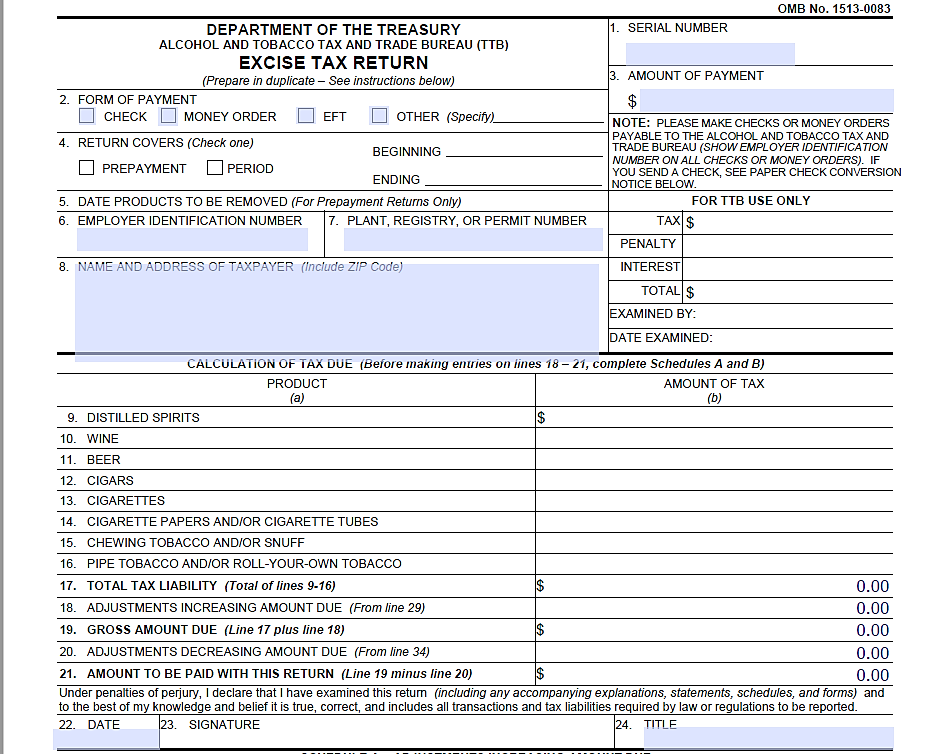 OMB No. 1513-0083
DEPARTMENT OF THE TREASURY
ALCOHOL AND TOBACCO TAX AND TRADE BUREAU (TTB)
EXCISE TAX RETURN
(Prepare in duplicate – See instructions below)
1. SERIAL NUMBER
2. FORM OF PAYMENT
CHECK MONEY ORDER EFT OTHER (Specify)
3. AMOUNT OF PAYMENT
$
NOTE: PLEASE MAKE CHECKS OR MONEY ORDERS
PAYABLE TO THE ALCOHOL AND TOBACCO TAX AND
TRADE BUREAU (SHOW EMPLOYER IDENTIFICATION
NUMBER ON ALL CHECKS OR MONEY ORDERS). IF
YOU SEND A CHECK, SEE PAPER CHECK CONVERSION
NOTICE BELOW.
4. RETURN COVERS (Check one)
PREPAYMENT PERIOD
BEGINNING
ENDING
5. DATE PRODUCTS TO BE REMOVED (For Prepayment Returns Only)
FOR TTB USE ONLY
6. EMPLOYER IDENTIFICATION NUMBER
7. PLANT, REGISTRY, OR PERMIT NUMBER
TAX $
PENALTY
8. NAME AND ADDRESS OF TAXPAYER (Include ZIP Code)
INTEREST
TOTAL $
EXAMINED BY:
DATE EXAMINED:
CALCULATION OF TAX DUE (Before making entries on lines 18 – 21, complete Schedules A and B)
PRODUCT
(a)
AMOUNT OF TAX
(b)
9. DISTILLED SPIRITS $
10. WINE
11. BEER
12. CIGARS
13. CIGARETTES
14. CIGARETTE PAPERS AND/OR CIGARETTE TUBES
15. CHEWING TOBACCO AND/OR SNUFF
16. PIPE TOBACCO AND/OR ROLL-YOUR-OWN TOBACCO
17. TOTAL TAX LIABILITY (Total of lines 9-16) $ 0.00
18. ADJUSTMENTS INCREASING AMOUNT DUE (From line 29) 0.00
19. GROSS AMOUNT DUE (Line 17 plus line 18) $ 0.00
20. ADJUSTMENTS DECREASING AMOUNT DUE (From line 34) 0.00
21. AMOUNT TO BE PAID WITH THIS RETURN (Line 19 minus line 20) $ 0.00
Under penalties of perjury, I declare that I have examined this return (including any accompanying explanations, statements, schedules, and forms) and
to the best of my knowledge and belief it is true, correct, and includes all transactions and tax liabilities required by law or regulations to be reported.
22. DATE 23. SIGNATURE 24. TITLE